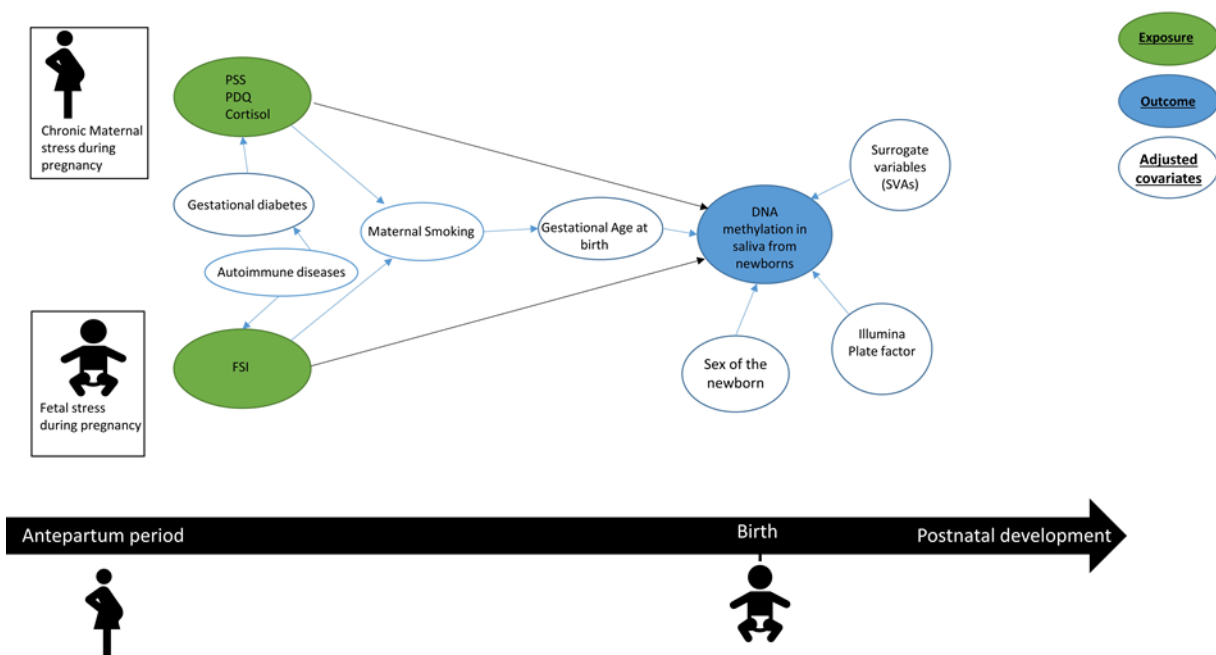 Chronic Maternal
stress during
pregnancy
PSS
PDQ
Cortisol
Gestational diabetes
Autoimmune diseases
Maternal Smoking
Gestational Age at
birth
FSI
Fetal stress
during pregnancy
DNA
methylation in
saliva from
newborns
Surrogate
variables
(SVAs)
Illumina
Plate factor
Sex of the
newborn
Exposure
Outcome
Adjusted
covariates
Antepartum period
Birth
Postnatal development